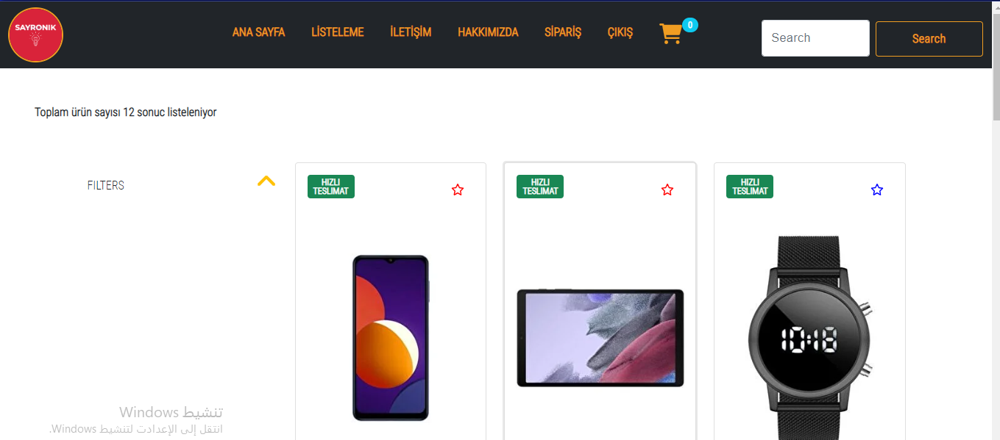 SAYRONIK
ANA SAYFA
LİSTELEME
İLETİŞİM
HAKKIMIZDA
SİPARİŞ
ÇIKIŞ
0
Search
Search
Toplam ürün sayısı 12 sonuc listeleniyor
FILTERS
HIZLI
TESLIMAT
HIZLI
TESLIMAT
HIZLI
TESLIMAT
10:18
تنشيط Windows
انتقل إلى الإعدادت لتنشيط Windows.